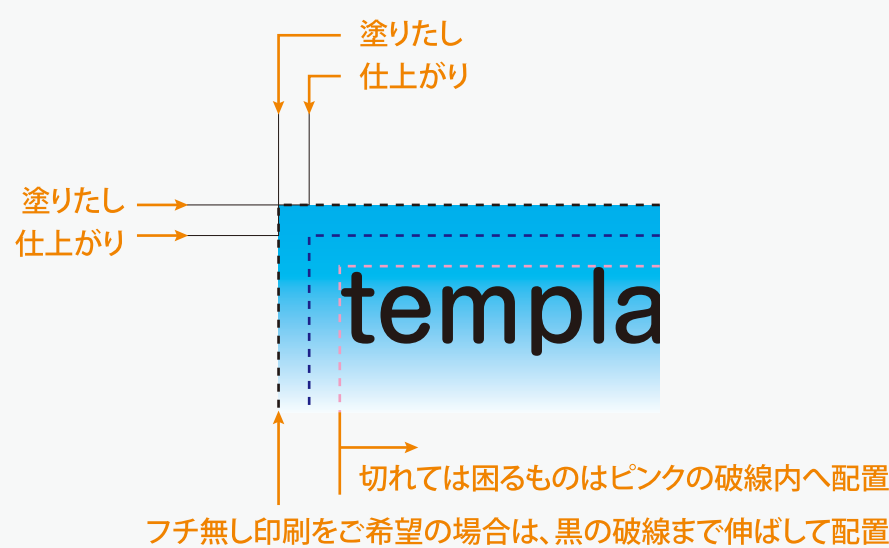 塗りたし
仕上がり
塗りたし
仕上がり
templa
切れては困るものはピンクの破線内へ配置
フチ無し印刷をご希望の場合は、黒の破線まで伸ばして配置